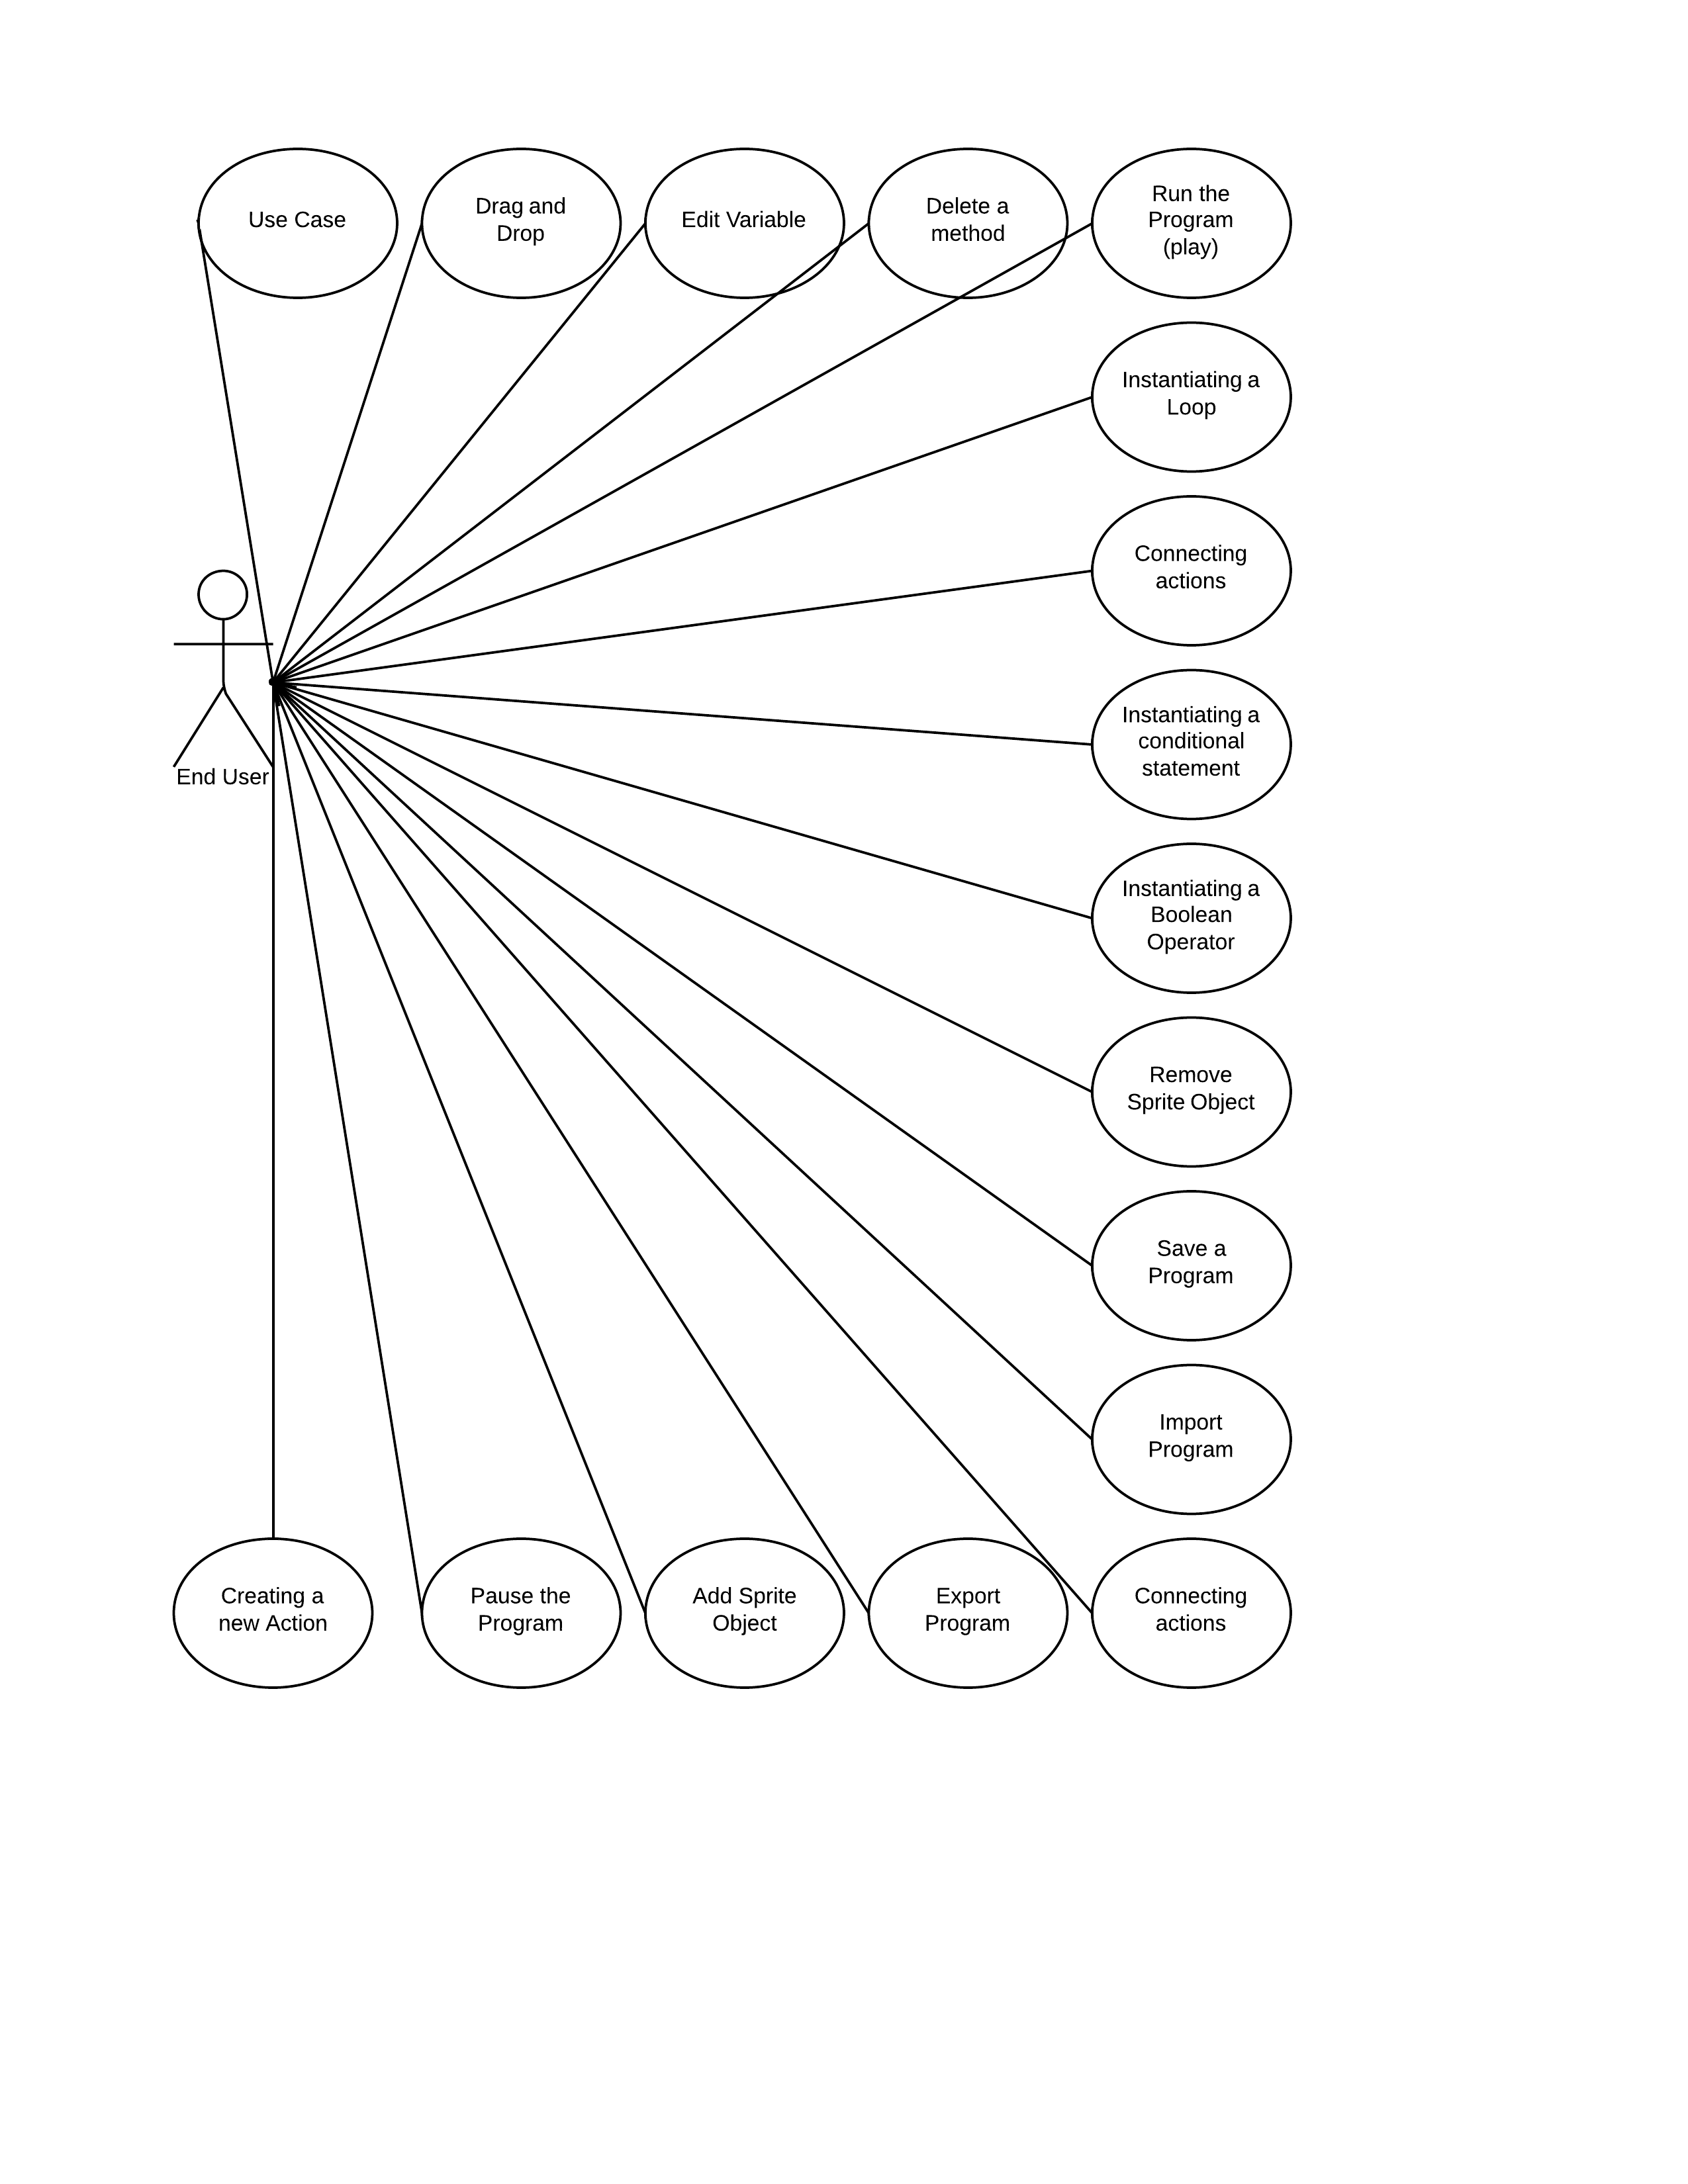 Use Case
Drag and
Drop
Edit Variable
Delete a
method
Run the
Program
(play)
Instantiating a
Loop
Connecting
actions
End User
Instantiating a
conditional
statement
Instantiating a
Boolean
Operator
Remove
Sprite Object
Save a
Program
Import
Program
Creating a
new Action
Pause the
Program
Add Sprite
Object
Export
Program
Connecting
actions